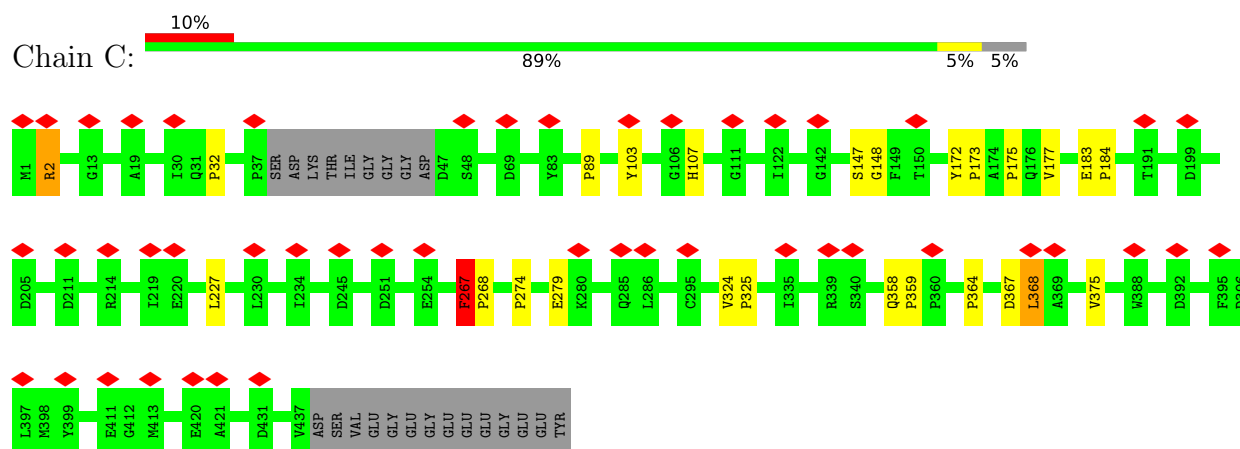 10%
Chain C:
89% 5% 5%
M1 R2 G13 A19 I30 Q31 P32 P37 SER ASP LYS THR ILE GLY GLY GLY ASP D47 S48 D69 Y83 P89 Y103 G106 H107 G111 I122 G142 S147 G148 F149 T150 Y172 P173 A174 P175 Q176 V177 E183 P184 T191 D199
D205 D211 R214 I219 E220 L227 L230 I234 D245 D251 E254 F267 P268 P274 E279 K280 Q285 L286 C295 V324 P325 I335 R339 S340 Q358 P359 P360 P364 D367 L368 A369 V375 W388 D392 F395
L397 M398 Y399 E411 G412 M413 E420 A421 D431 V437 ASP SER VAL GLU GLY GLU GLY GLU GLU GLU GLY GLU GLU TYR